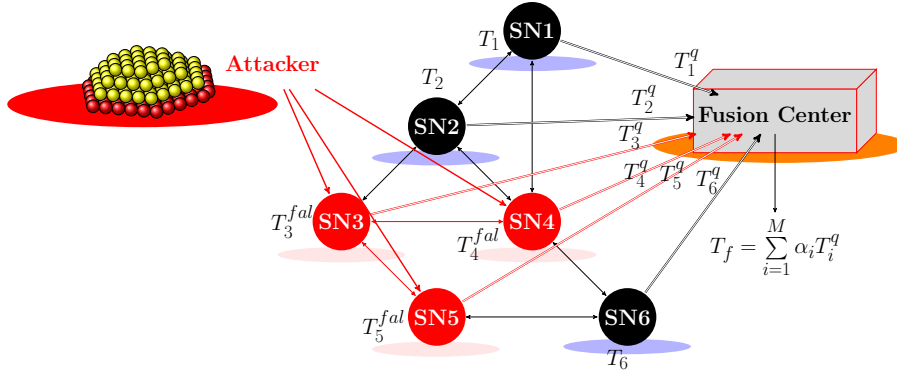 SN1
T_1
T_1^q
Attacker
T_2
T_2^q
SN2
Fusion Center
T_3^q
T_4^q
T_5^q
T_6^q
T_3^{fal}
SN3
T_4^{fal}
SN4
T_f = \sum_{i=1}^{M} \alpha_i T_i^q
T_5^{fal}
SN5
SN6
T_6